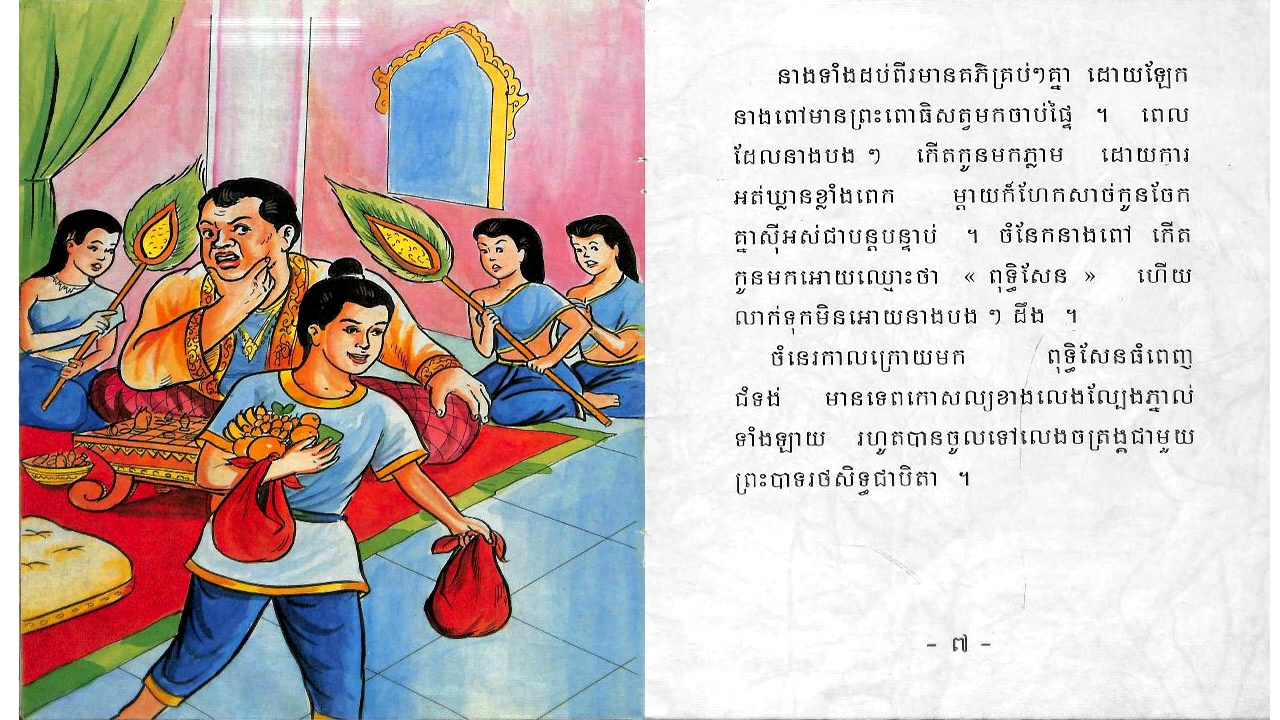 នាងទាំងដប់ពីរមានគភិគ្រប់ៗគ្នា ដោយឡែក
នាងពៅមានព្រះពោធិសត្វមកចាប់ផ្ទៃ ។ ពេល
ដែលនាងបង ៗ កើតកូនមកភ្លាម ដោយការ
អត់ឃ្លានខ្លាំងពេក ម្តាយក៏ហែកសាច់កូនចែក
គ្នាស៊ីអស់ជាបន្តបន្ទាប់ ។ ចំនែកនាងពៅ កើត
កូនមកអោយឈ្មោះថា « ពុទ្ធិសែន » ហើយ
លាក់ទុកមិនអោយនាងបង ៗ ដឹង ។
ចំនេរកាលក្រោយមក ពុទ្ធិសែនធំពេញ
ជំទង់ មានទេពកោសល្យខាងលេងល្បែងភ្នាល់
ទាំងឡាយ រហូតបានចូលទៅលេងចត្រង្គជាមួយ
ព្រះបាទរថសិទ្ធជាបិតា ។
- ៧ -